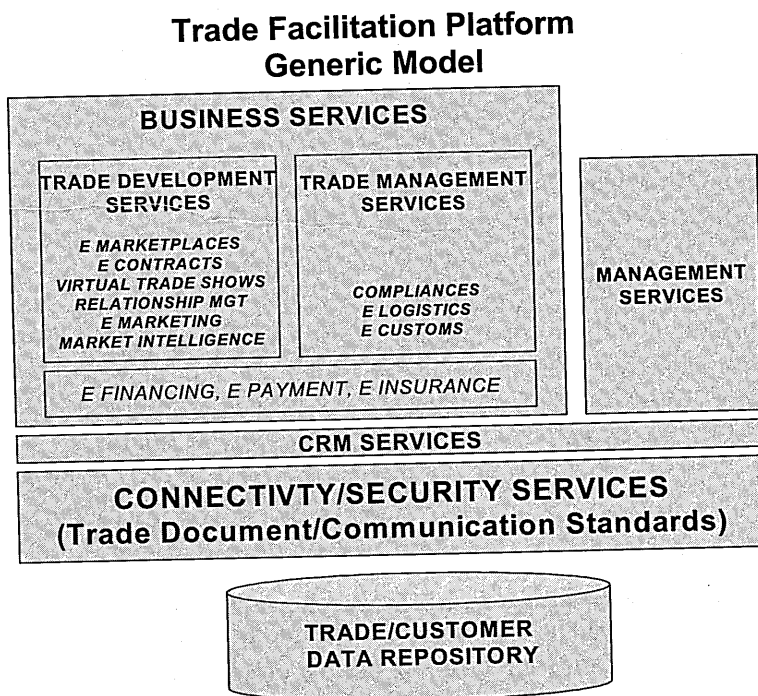 Trade Facilitation Platform
Generic Model
BUSINESS SERVICES
TRADE DEVELOPMENT
SERVICES
E MARKETPLACES
E CONTRACTS
VIRTUAL TRADE SHOWS
RELATIONSHIP MGT
E MARKETING
MARKET INTELLIGENCE
TRADE MANAGEMENT
SERVICES
COMPLIANCES
E LOGISTICS
E CUSTOMS
E FINANCING, E PAYMENT, E INSURANCE
MANAGEMENT
SERVICES
CRM SERVICES
CONNECTIVTY/SECURITY SERVICES
(Trade Document/Communication Standards)
TRADE/CUSTOMER
DATA REPOSITORY